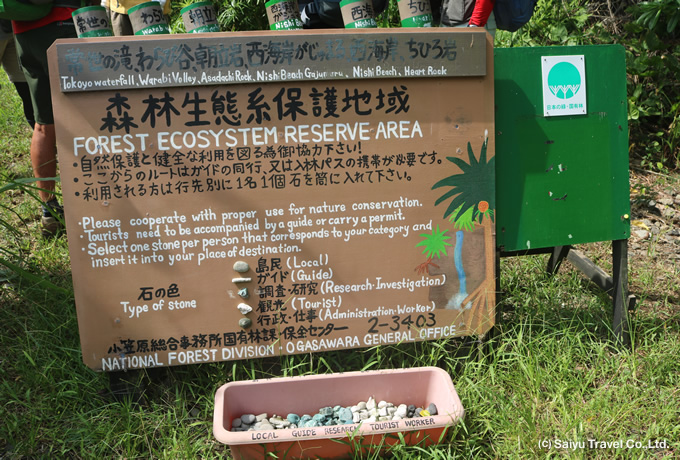 常世の滝、わらび谷、朝立岩、西海岸がじゅまる、西海岸、ちひろ岩
Tokoyo waterfall, Warabi Valley, Asadachi Rock, Nishi Beach Gajumaru, Nishi Beach, Heart Rock
森林生態系保護地域
FOREST ECOSYSTEM RESERVE AREA
・自然保護と健全な利用を図る為御協力下さい!
・ここからのルートはガイドの同行、又は入林パスの携帯が必要です。
・利用される方は行先別に1名1個石を筒に入れて下さい。
・Please cooperate with proper use for nature conservation.
・Tourists need to be accompanied by a guide or carry a permit.
・Select one stone per person that corresponds to your category and
insert it into your place of destination.
石の色
Type of stone
島民 (Local)
ガイド (Guide)
調査・研究 (Research・Investigation)
観光 (Tourist)
行政・仕事 (Administration・Worker)
小笠原総合事務所国有林課・保全センター 2-3403
NATIONAL FOREST DIVISION・OGASAWARA GENERAL OFFICE
日本の緑・国有林
LOCAL GUIDE RESEARCH TOURIST WORKER
(C) Saiyu Travel Co., Ltd.